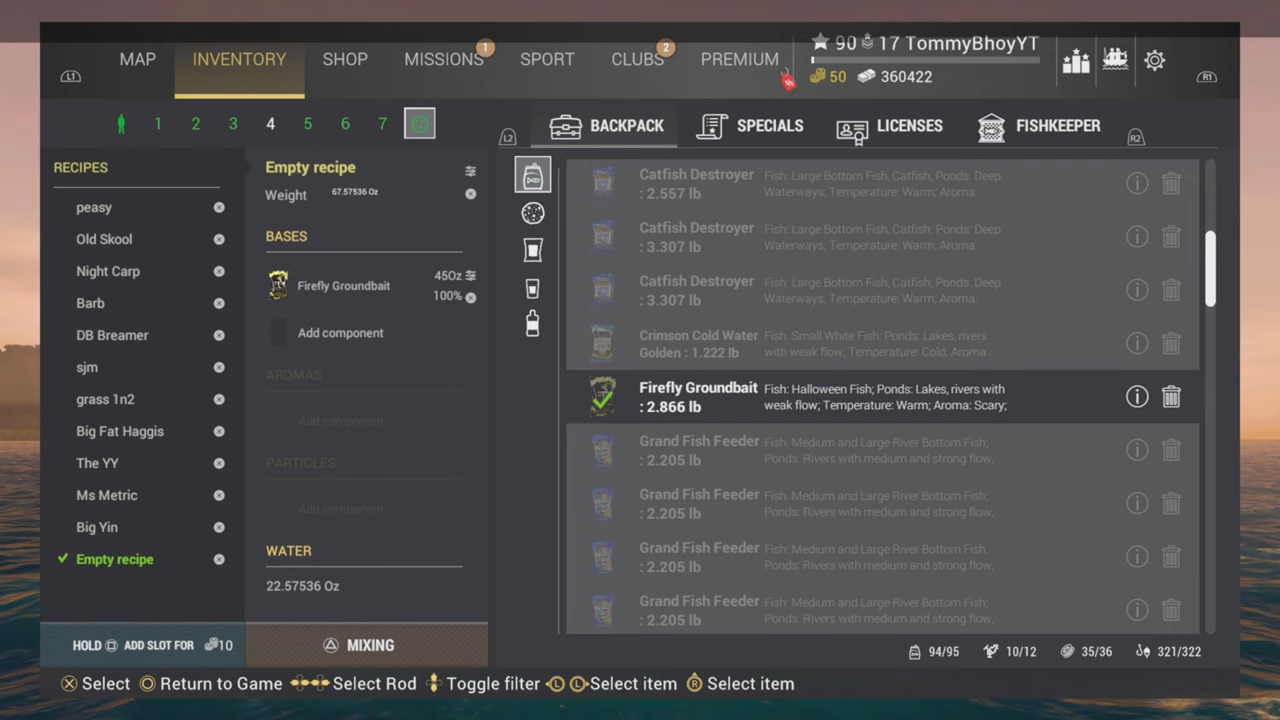 MAP
INVENTORY
SHOP
MISSIONS
1
SPORT
CLUBS
2
PREMIUM
90 17 TommyBhoyYT
50 360422
L1
R1
1 2 3 4 5 6 7
L2
BACKPACK
SPECIALS
LICENSES
FISHKEEPER
R2
RECIPES
peasy
Old Skool
Night Carp
Barb
DB Breamer
sjm
grass 1n2
Big Fat Haggis
The YY
Ms Metric
Big Yin
Empty recipe
HOLD ADD SLOT FOR 10
Empty recipe
Weight 67.57536 Oz
BASES
Firefly Groundbait
45Oz
100%
Add component
AROMAS
Add component
PARTICLES
Add component
WATER
22.57536 Oz
MIXING
Catfish Destroyer
: 2.557 lb
Fish: Large Bottom Fish, Catfish; Ponds: Deep
Waterways; Temperature: Warm; Aroma:
Catfish Destroyer
: 3.307 lb
Fish: Large Bottom Fish, Catfish; Ponds: Deep
Waterways; Temperature: Warm; Aroma:
Catfish Destroyer
: 3.307 lb
Fish: Large Bottom Fish, Catfish; Ponds: Deep
Waterways; Temperature: Warm; Aroma:
Crimson Cold Water
Golden : 1.222 lb
Fish: Small White Fish; Ponds: Lakes, rivers
with weak flow; Temperature: Cold; Aroma:
Firefly Groundbait
: 2.866 lb
Fish: Halloween Fish; Ponds: Lakes, rivers with
weak flow; Temperature: Warm; Aroma: Scary;
Grand Fish Feeder
: 2.205 lb
Fish: Medium and Large River Bottom Fish;
Ponds: Rivers with medium and strong flow,
Grand Fish Feeder
: 2.205 lb
Fish: Medium and Large River Bottom Fish;
Ponds: Rivers with medium and strong flow,
Grand Fish Feeder
: 2.205 lb
Fish: Medium and Large River Bottom Fish;
Ponds: Rivers with medium and strong flow,
Grand Fish Feeder
: 2.205 lb
Fish: Medium and Large River Bottom Fish;
Ponds: Rivers with medium and strong flow,
94/95 10/12 35/36 321/322
Select Return to Game Select Rod Toggle filter L L Select item R Select item